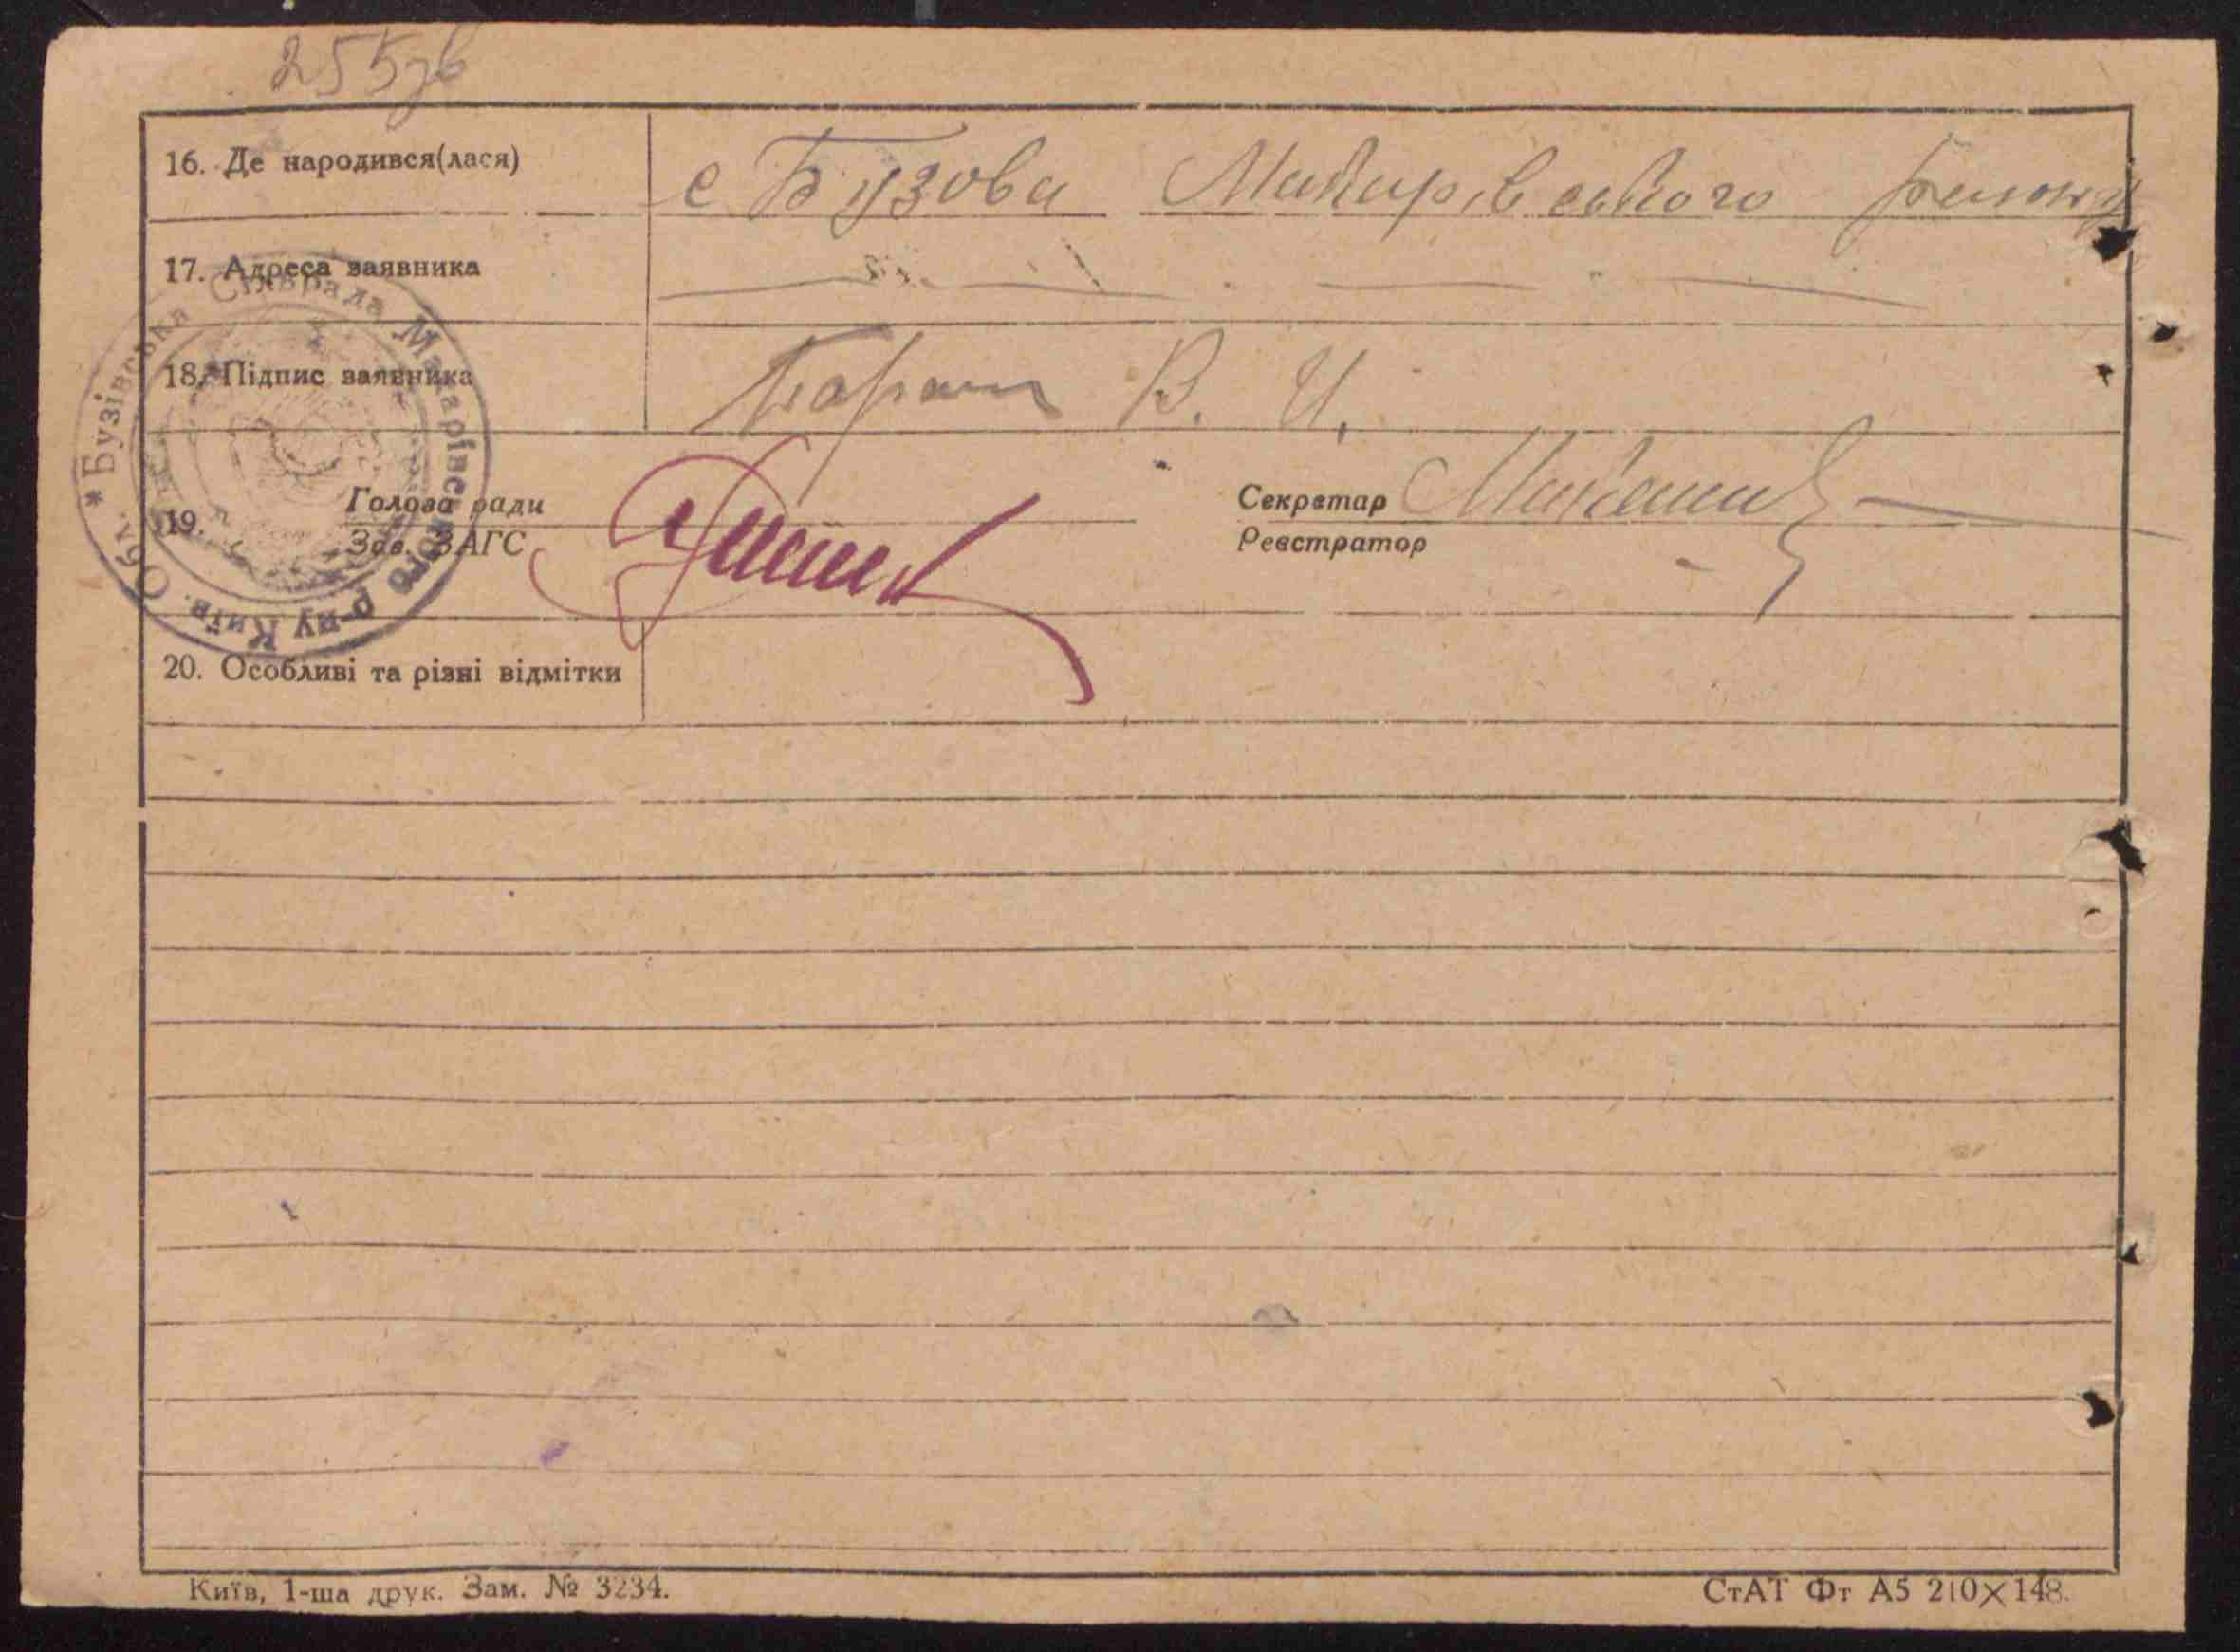 255зв
16. Де народився(лася) с Бузова Макарівського району
17. Адреса заявника — " —
18. Підпис заявника В. И.
Бузівська Сільрада Макарівського р-ну Київ. Обл. *
19. Голова ради Секретар
Зав. ЗАГС Реєстратор
20. Особливі та різні відмітки
Київ, 1-ша друк. Зам. № 3234. СтАТ Фт А5 210×148.